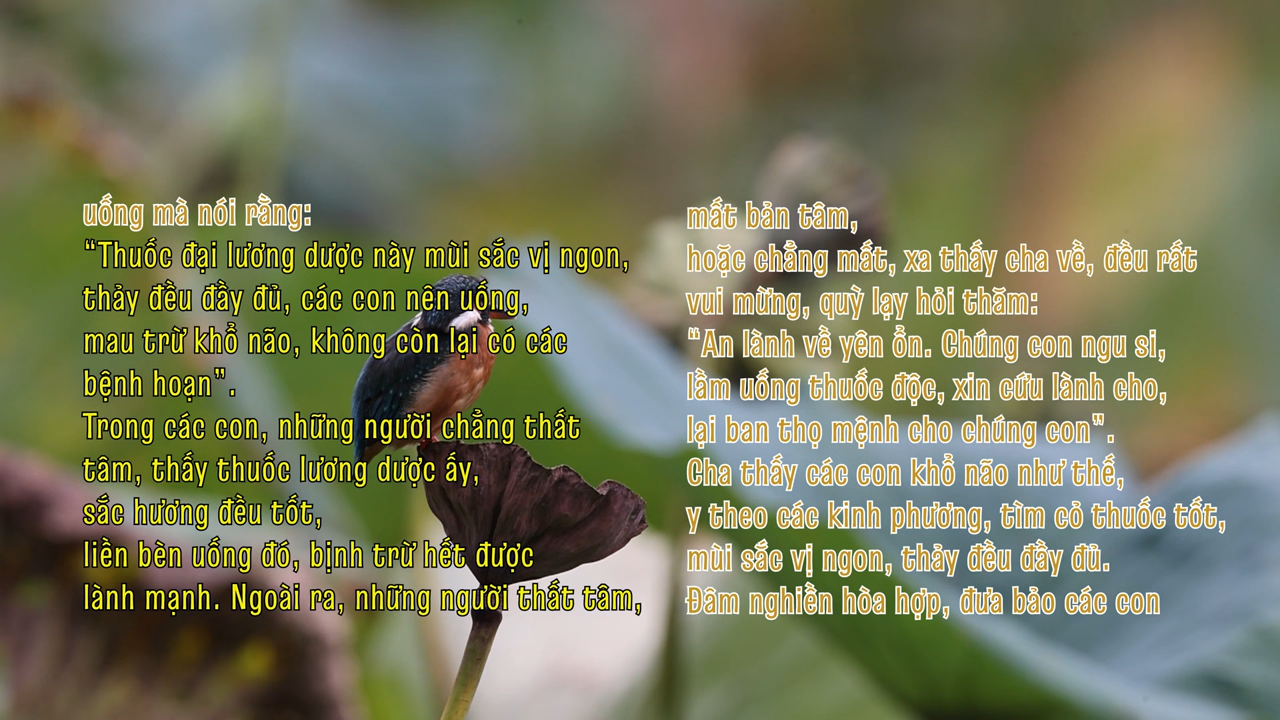 uống mà nói rằng:
“Thuốc đại lương dược này mùi sắc vị ngon,
thảy đều đầy đủ, các con nên uống,
mau trừ khổ não, không còn lại có các
bệnh hoạn”.
Trong các con, những người chẳng thất
tâm, thấy thuốc lương dược ấy,
sắc hương đều tốt,
liền bèn uống đó, bịnh trừ hết được
lành mạnh. Ngoài ra, những người thất tâm,
mất bản tâm,
hoặc chẳng mất, xa thấy cha về, đều rất
vui mừng, quỳ lạy hỏi thăm:
“An lành về yên ổn. Chúng con ngu si,
lầm uống thuốc độc, xin cứu lành cho,
lại ban thọ mệnh cho chúng con”.
Cha thấy các con khổ não như thế,
y theo các kinh phương, tìm cỏ thuốc tốt,
mùi sắc vị ngon, thảy đều đầy đủ.
Đâm nghiền hòa hợp, đưa bảo các con